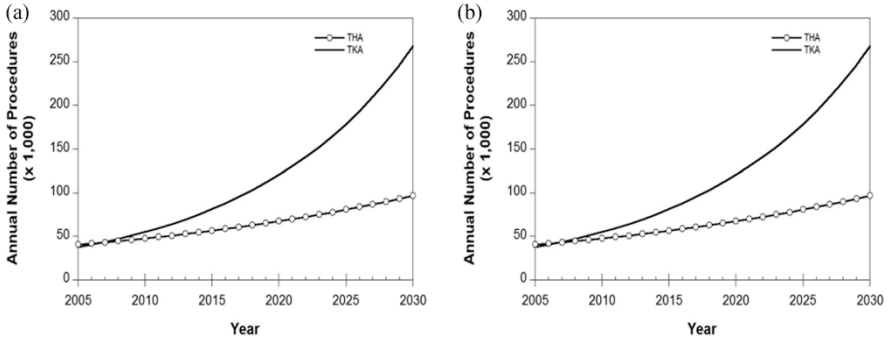 (a)
Annual Number of Procedures
(x 1,000)
300
250
200
150
100
50
0
THA
TKA
2005 2010 2015 2020 2025 2030
Year
(b)
Annual Number of Procedures
(x 1,000)
300
250
200
150
100
50
0
THA
TKA
2005 2010 2015 2020 2025 2030
Year